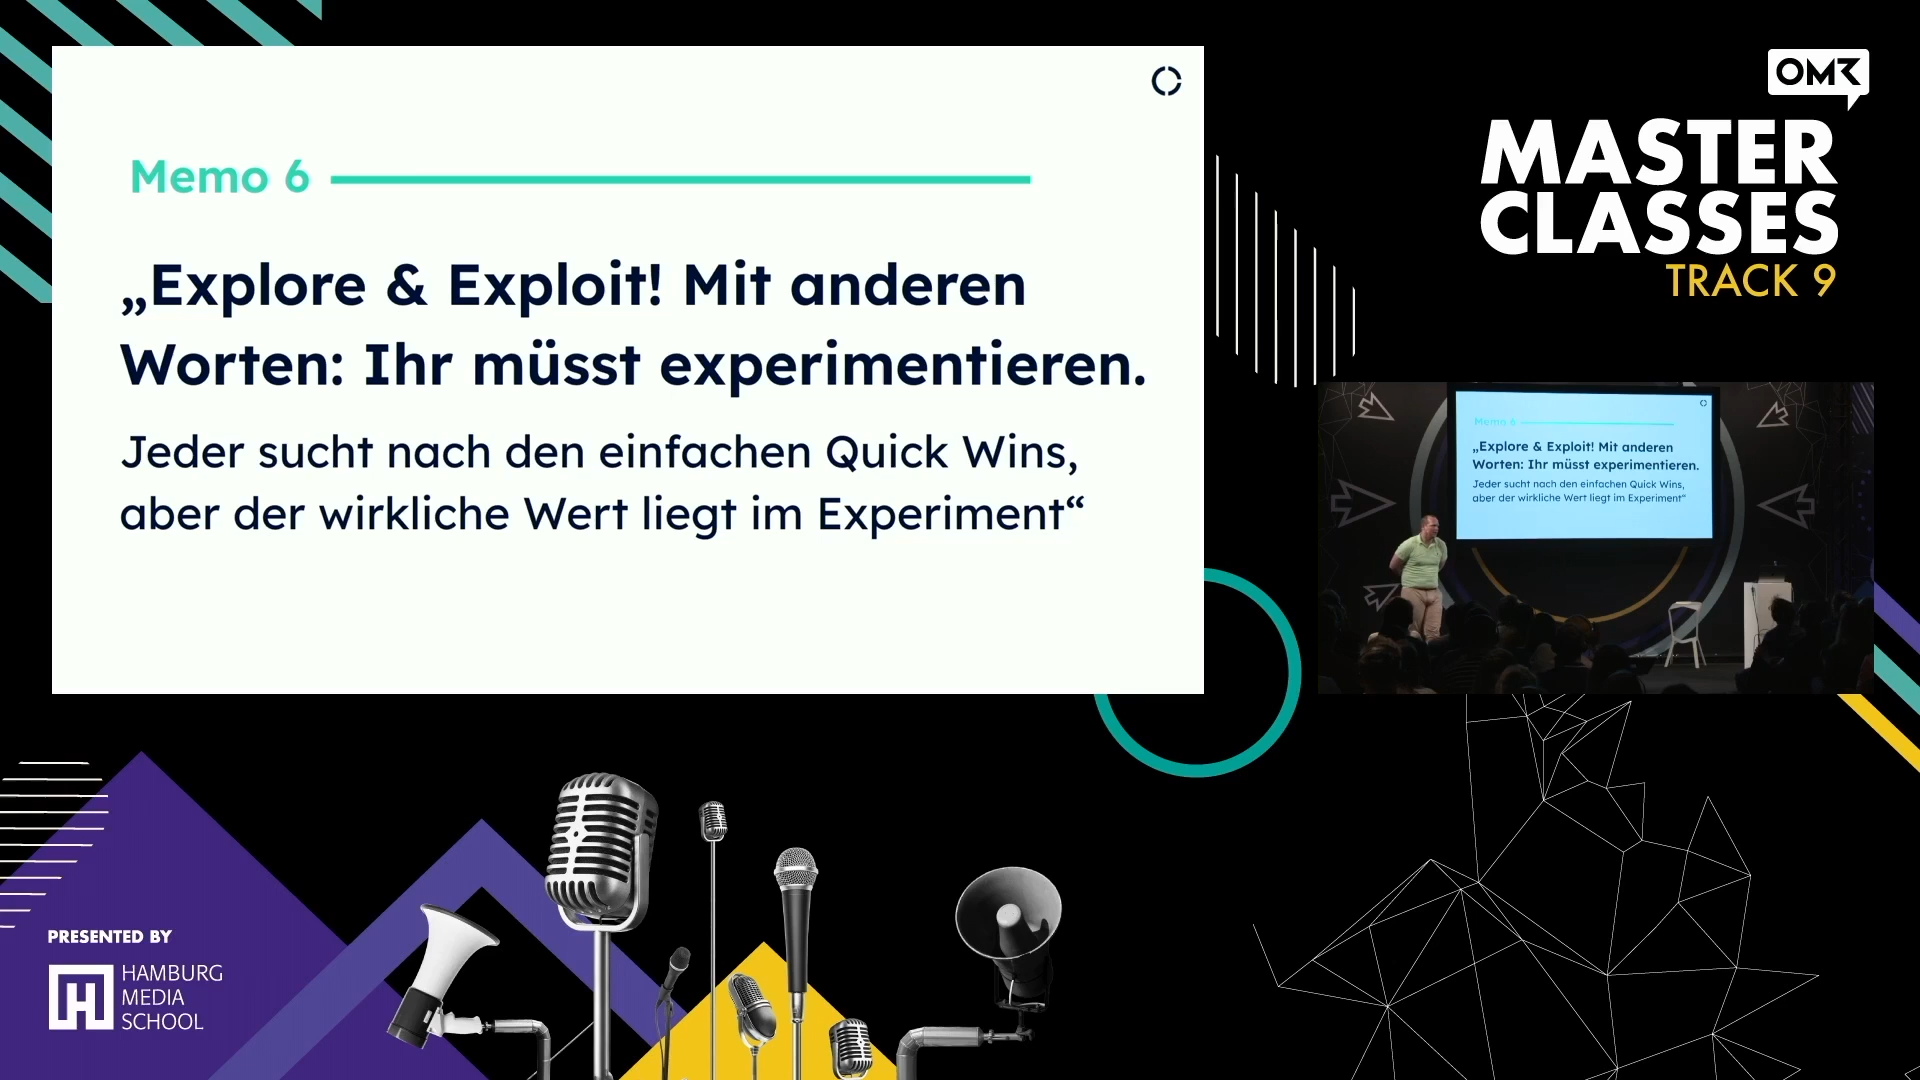 Memo 6
„Explore & Exploit! Mit anderen
Worten: Ihr müsst experimentieren.
Jeder sucht nach den einfachen Quick Wins,
aber der wirkliche Wert liegt im Experiment“
OMR
MASTER
CLASSES
TRACK 9
Memo 6
„Explore & Exploit! Mit anderen
Worten: Ihr müsst experimentieren.
Jeder sucht nach den einfachen Quick Wins,
aber der wirkliche Wert liegt im Experiment“
PRESENTED BY
H
HAMBURG
MEDIA
SCHOOL